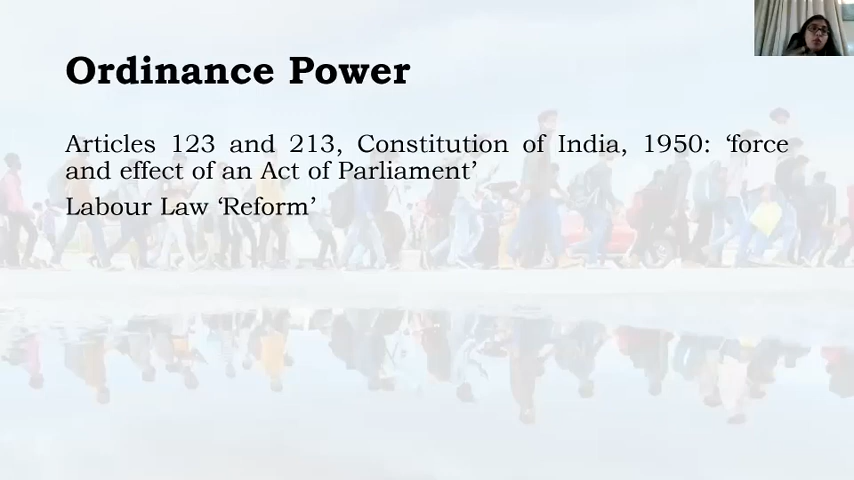 Ordinance Power
Articles 123 and 213, Constitution of India, 1950: ‘force
and effect of an Act of Parliament’
Labour Law ‘Reform’